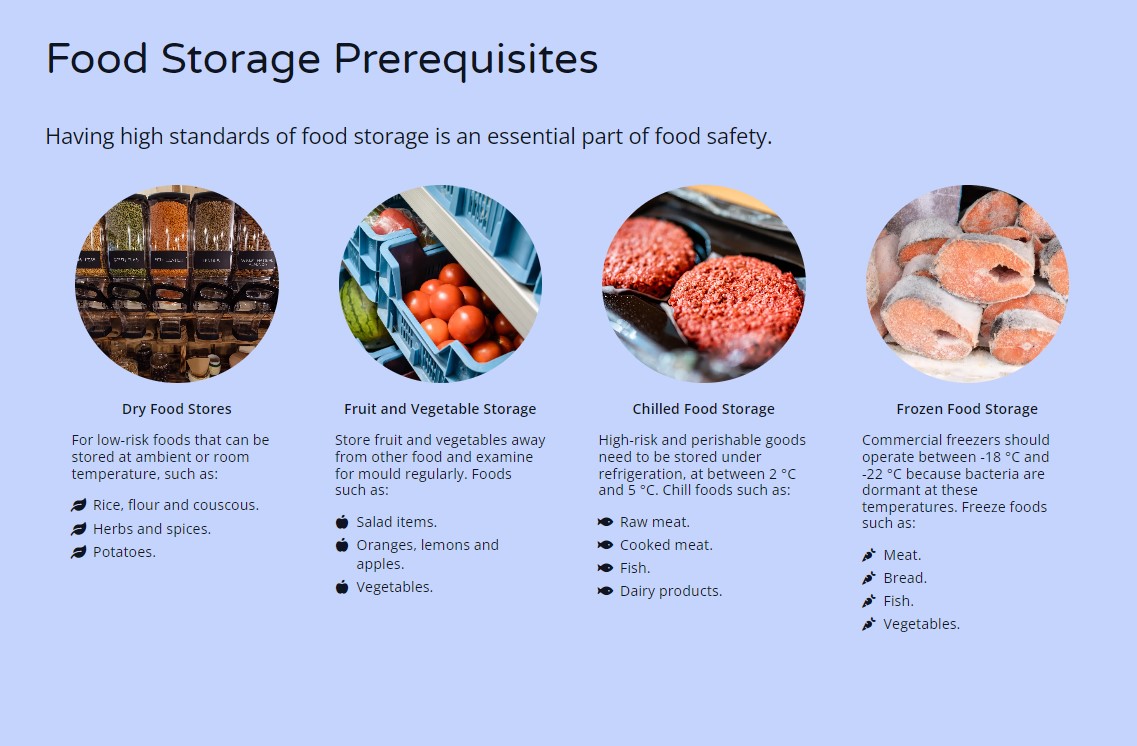 Food Storage Prerequisites
Having high standards of food storage is an essential part of food safety.
Dry Food Stores
For low-risk foods that can be
stored at ambient or room
temperature, such as:
Rice, flour and couscous.
Herbs and spices.
Potatoes.
Fruit and Vegetable Storage
Store fruit and vegetables away
from other food and examine
for mould regularly. Foods
such as:
Salad items.
Oranges, lemons and
apples.
Vegetables.
Chilled Food Storage
High-risk and perishable goods
need to be stored under
refrigeration, at between 2 °C
and 5 °C. Chill foods such as:
Raw meat.
Cooked meat.
Fish.
Dairy products.
Frozen Food Storage
Commercial freezers should
operate between -18 °C and
-22 °C because bacteria are
dormant at these
temperatures. Freeze foods
such as:
Meat.
Bread.
Fish.
Vegetables.